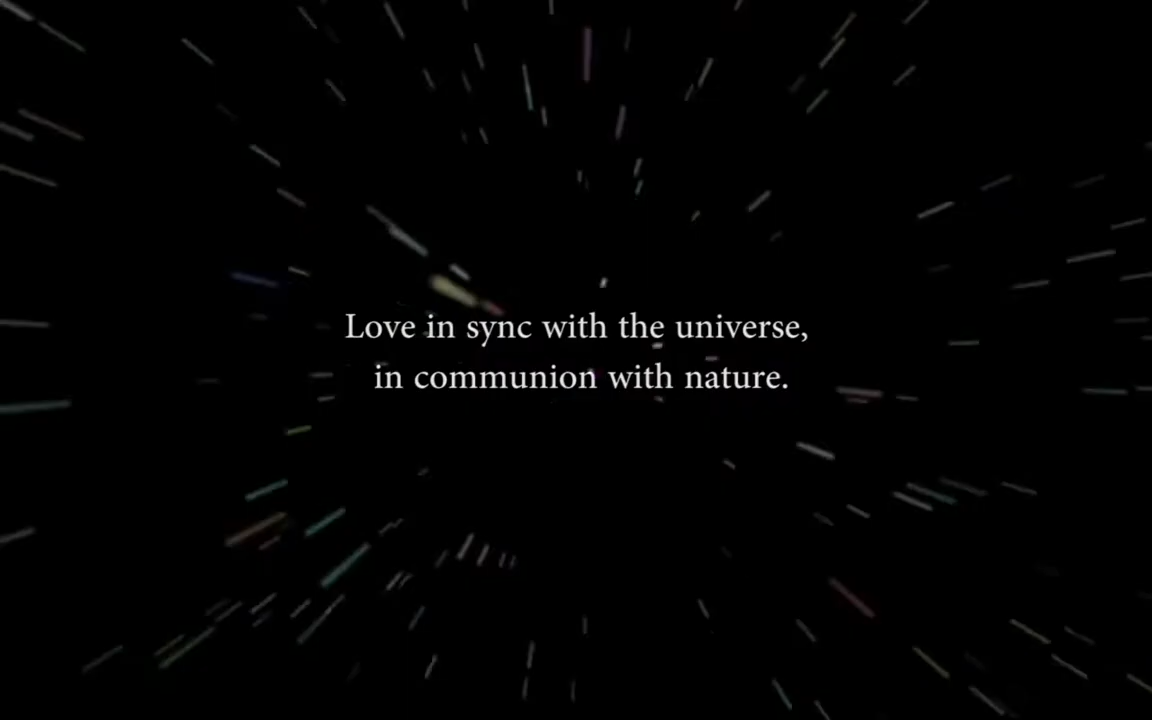 Love in sync with the universe,
in communion with nature.